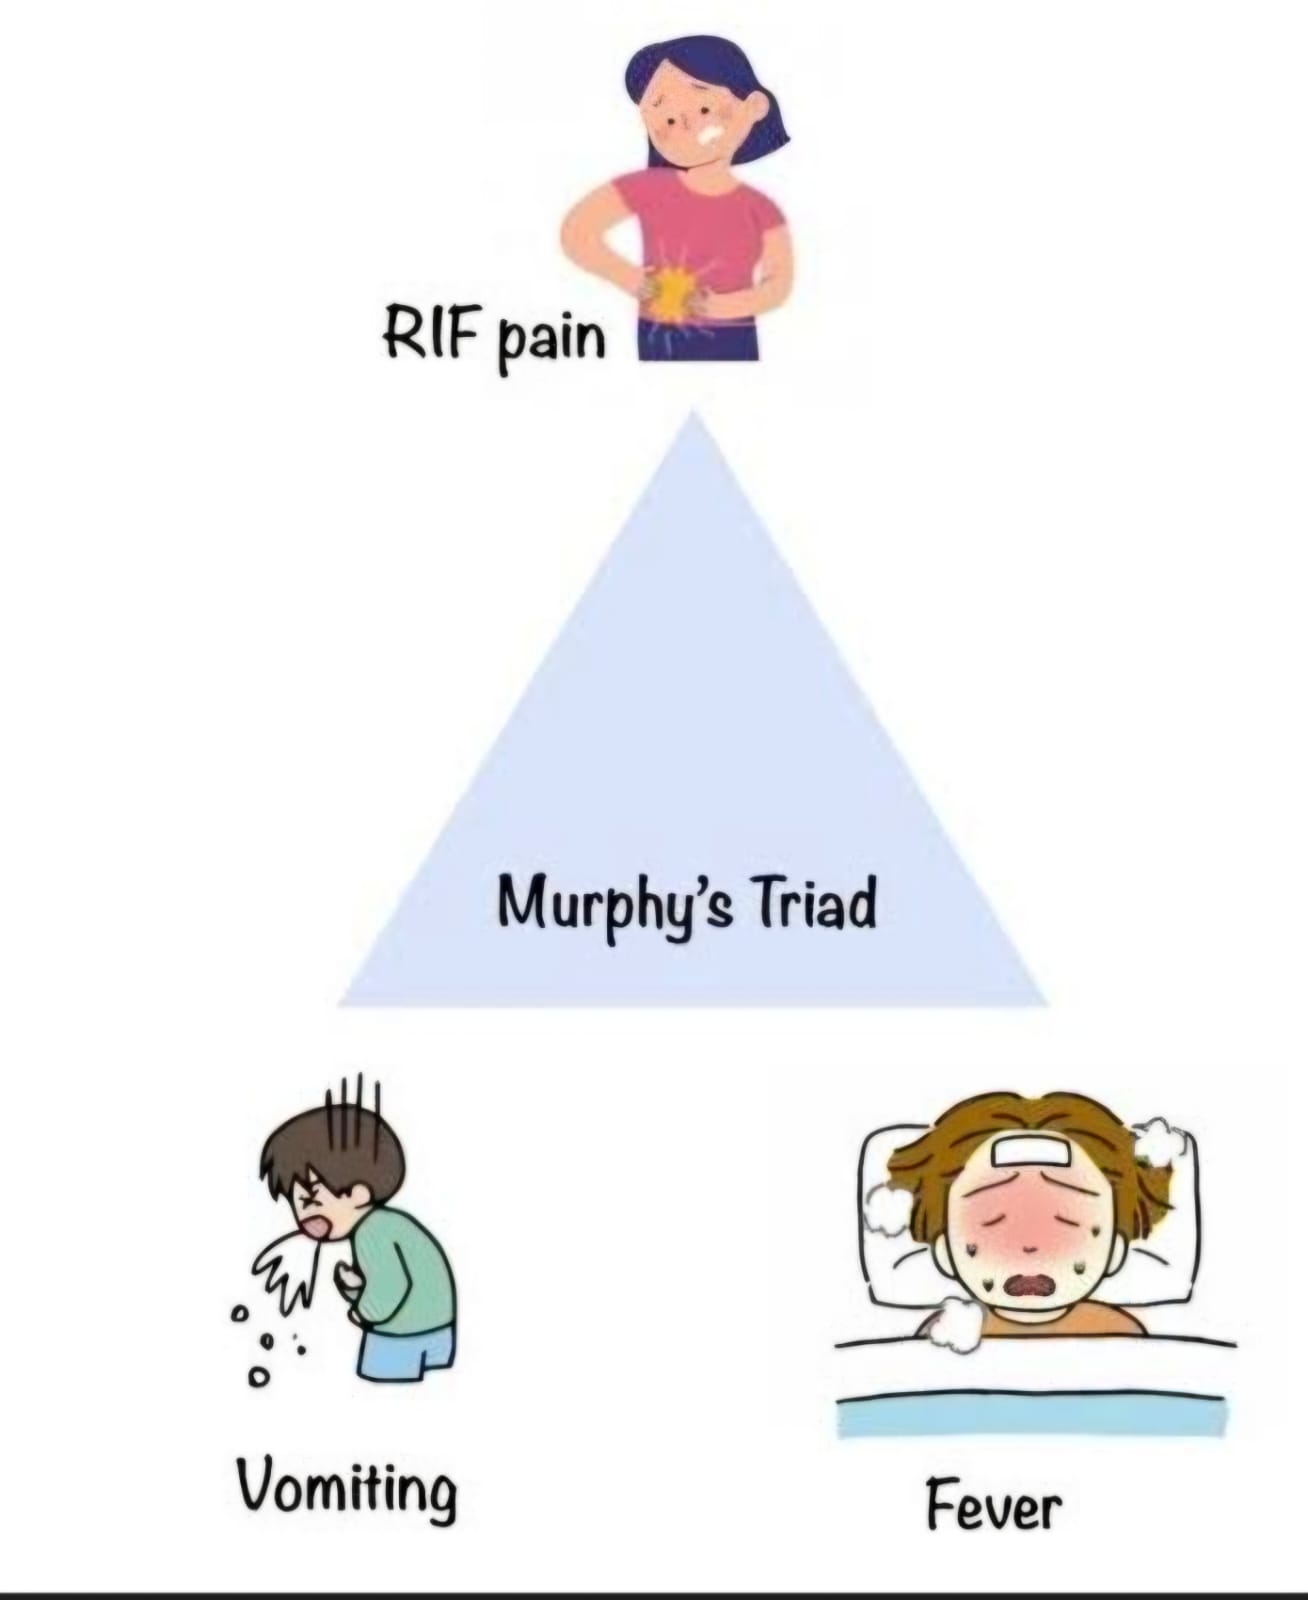 RIF pain
Murphy's Triad
Vomiting
Fever